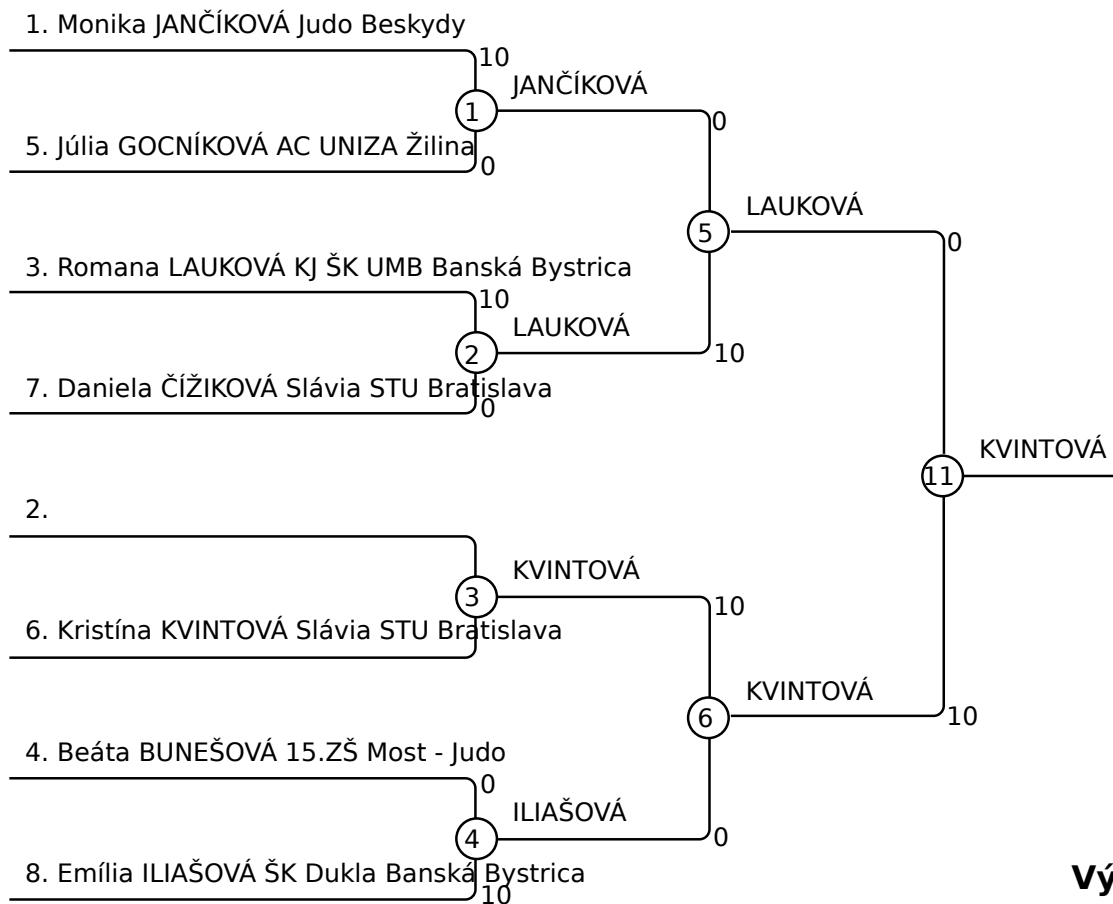 1. Monika JANČÍKOVÁ Judo Beskydy
10
JANČÍKOVÁ
1
0
5. Júlia GOCNÍKOVÁ AC UNIZA Žilina
0
LAUKOVÁ
5
0
3. Romana LAUKOVÁ KJ ŠK UMB Banská Bystrica
10
LAUKOVÁ
2
10
7. Daniela ČÍŽIKOVÁ Slávia STU Bratislava
0
KVINTOVÁ
11
2.
KVINTOVÁ
3
10
6. Kristína KVINTOVÁ Slávia STU Bratislava
KVINTOVÁ
6
10
4. Beáta BUNEŠOVÁ 15.ZŠ Most - Judo
0
ILIAŠOVÁ
4
0
8. Emília ILIAŠOVÁ ŠK Dukla Banská Bystrica
10
Vý